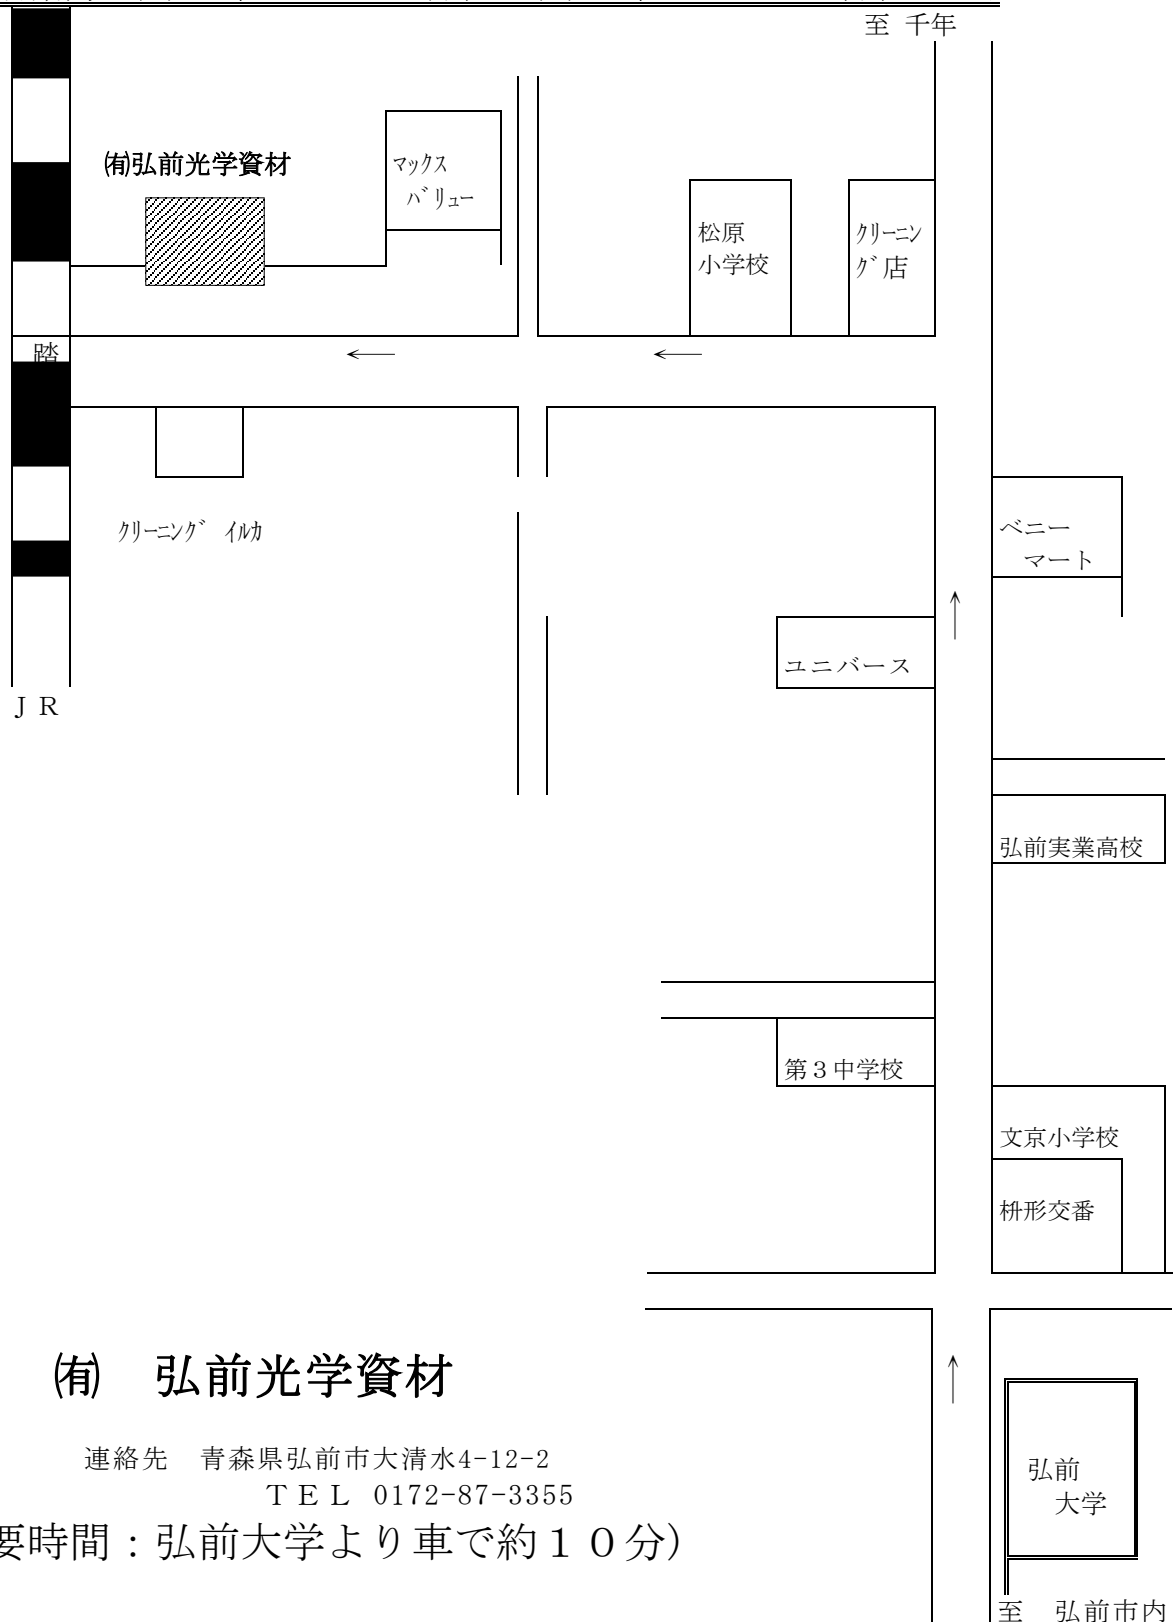 至 千年
㈲弘前光学資材
マックス
バリュー
松原
小学校
クリーニン
グ店
踏
クリーニング イルカ
ベニー
マート
ユニバース
ＪＲ
弘前実業高校
第３中学校
文京小学校
枡形交番
㈲ 弘前光学資材
連絡先 青森県弘前市大清水4-12-2
ＴＥＬ 0172-87-3355
要時間：弘前大学より車で約１０分）
弘前
大学
至 弘前市内